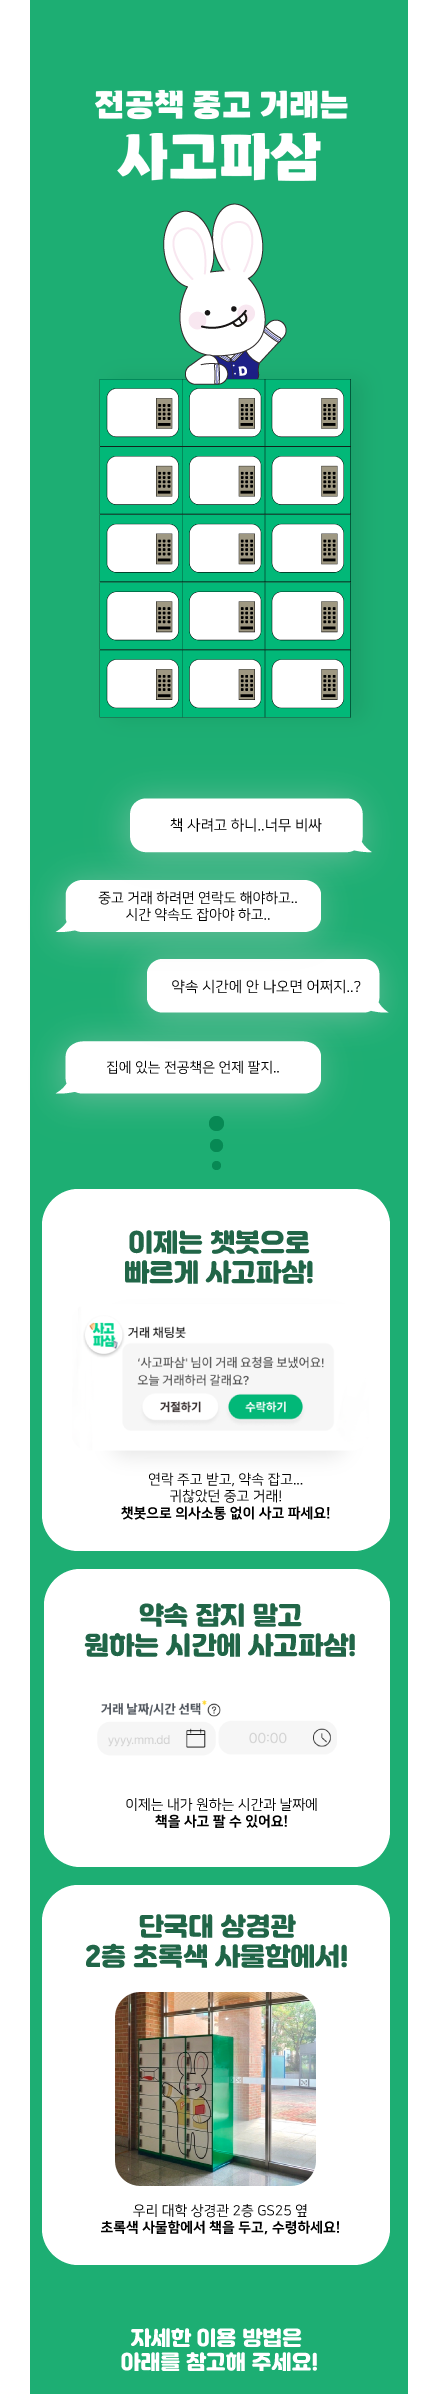 전공책 중고 거래는
사고파삼
D
책 사려고 하니..너무 비싸
중고 거래 하려면 연락도 해야하고..
시간 약속도 잡아야 하고..
약속 시간에 안 나오면 어쩌지..?
집에 있는 전공책은 언제 팔지..
이제는 챗봇으로
빠르게 사고파삼!
사고
파삼
거래 채팅봇
'사고파삼' 님이 거래 요청을 보냈어요!
오늘 거래하러 갈래요?
거절하기
수락하기
연락 주고 받고, 약속 잡고...
귀찮았던 중고 거래!
챗봇으로 의사소통 없이 사고 파세요!
약속 잡지 말고
원하는 시간에 사고파삼!
거래 날짜/시간 선택 * ?
yyyy.mm.dd
00:00
이제는 내가 원하는 시간과 날짜에
책을 사고 팔 수 있어요!
단국대 상경관
2층 초록색 사물함에서!
우리 대학 상경관 2층 GS25 옆
초록색 사물함에서 책을 두고, 수령하세요!
자세한 이용 방법은
아래를 참고해 주세요!